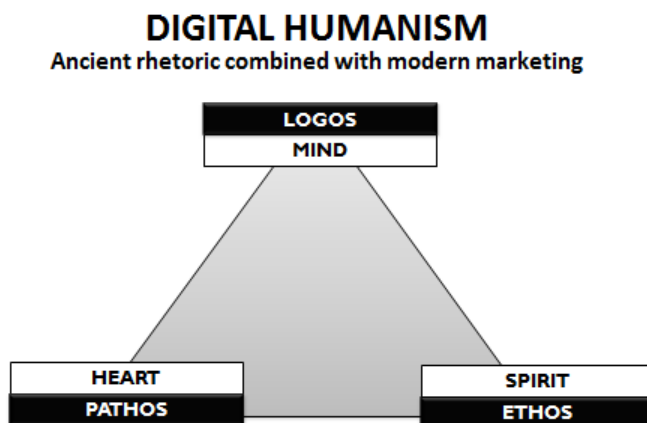 DIGITAL HUMANISM
Ancient rhetoric combined with modern marketing
LOGOS
MIND
HEART
PATHOS
SPIRIT
ETHOS